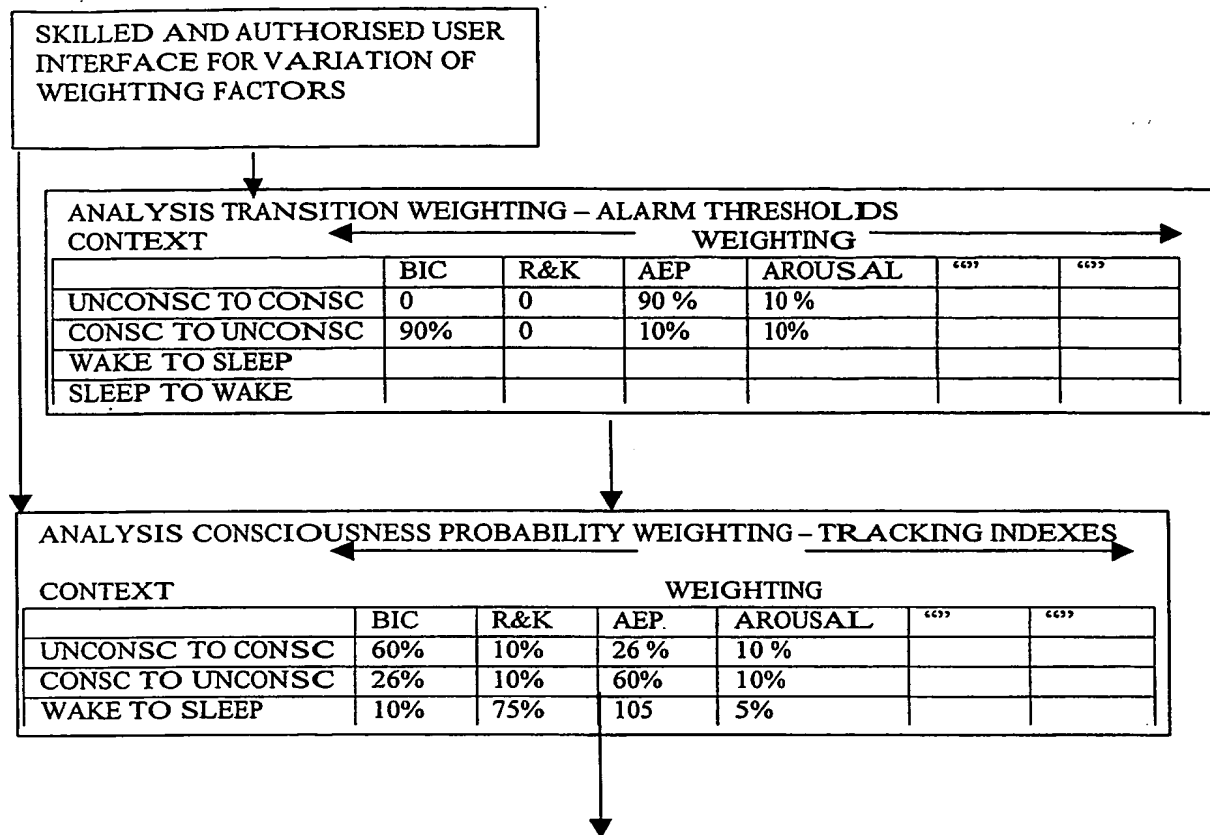 SKILLED AND AUTHORISED USER
INTERFACE FOR VARIATION OF
WEIGHTING FACTORS
ANALYSIS TRANSITION WEIGHTING – ALARM THRESHOLDS
CONTEXT WEIGHTING
BIC R&K AEP AROUSAL “” “”
UNCONSC TO CONSC 0 0 90 % 10 %
CONSC TO UNCONSC 90% 0 10% 10%
WAKE TO SLEEP
SLEEP TO WAKE
ANALYSIS CONSCIOUSNESS PROBABILITY WEIGHTING – TRACKING INDEXES
CONTEXT WEIGHTING
BIC R&K AEP. AROUSAL “” “”
UNCONSC TO CONSC 60% 10% 26 % 10 %
CONSC TO UNCONSC 26% 10% 60% 10%
WAKE TO SLEEP 10% 75% 105 5%